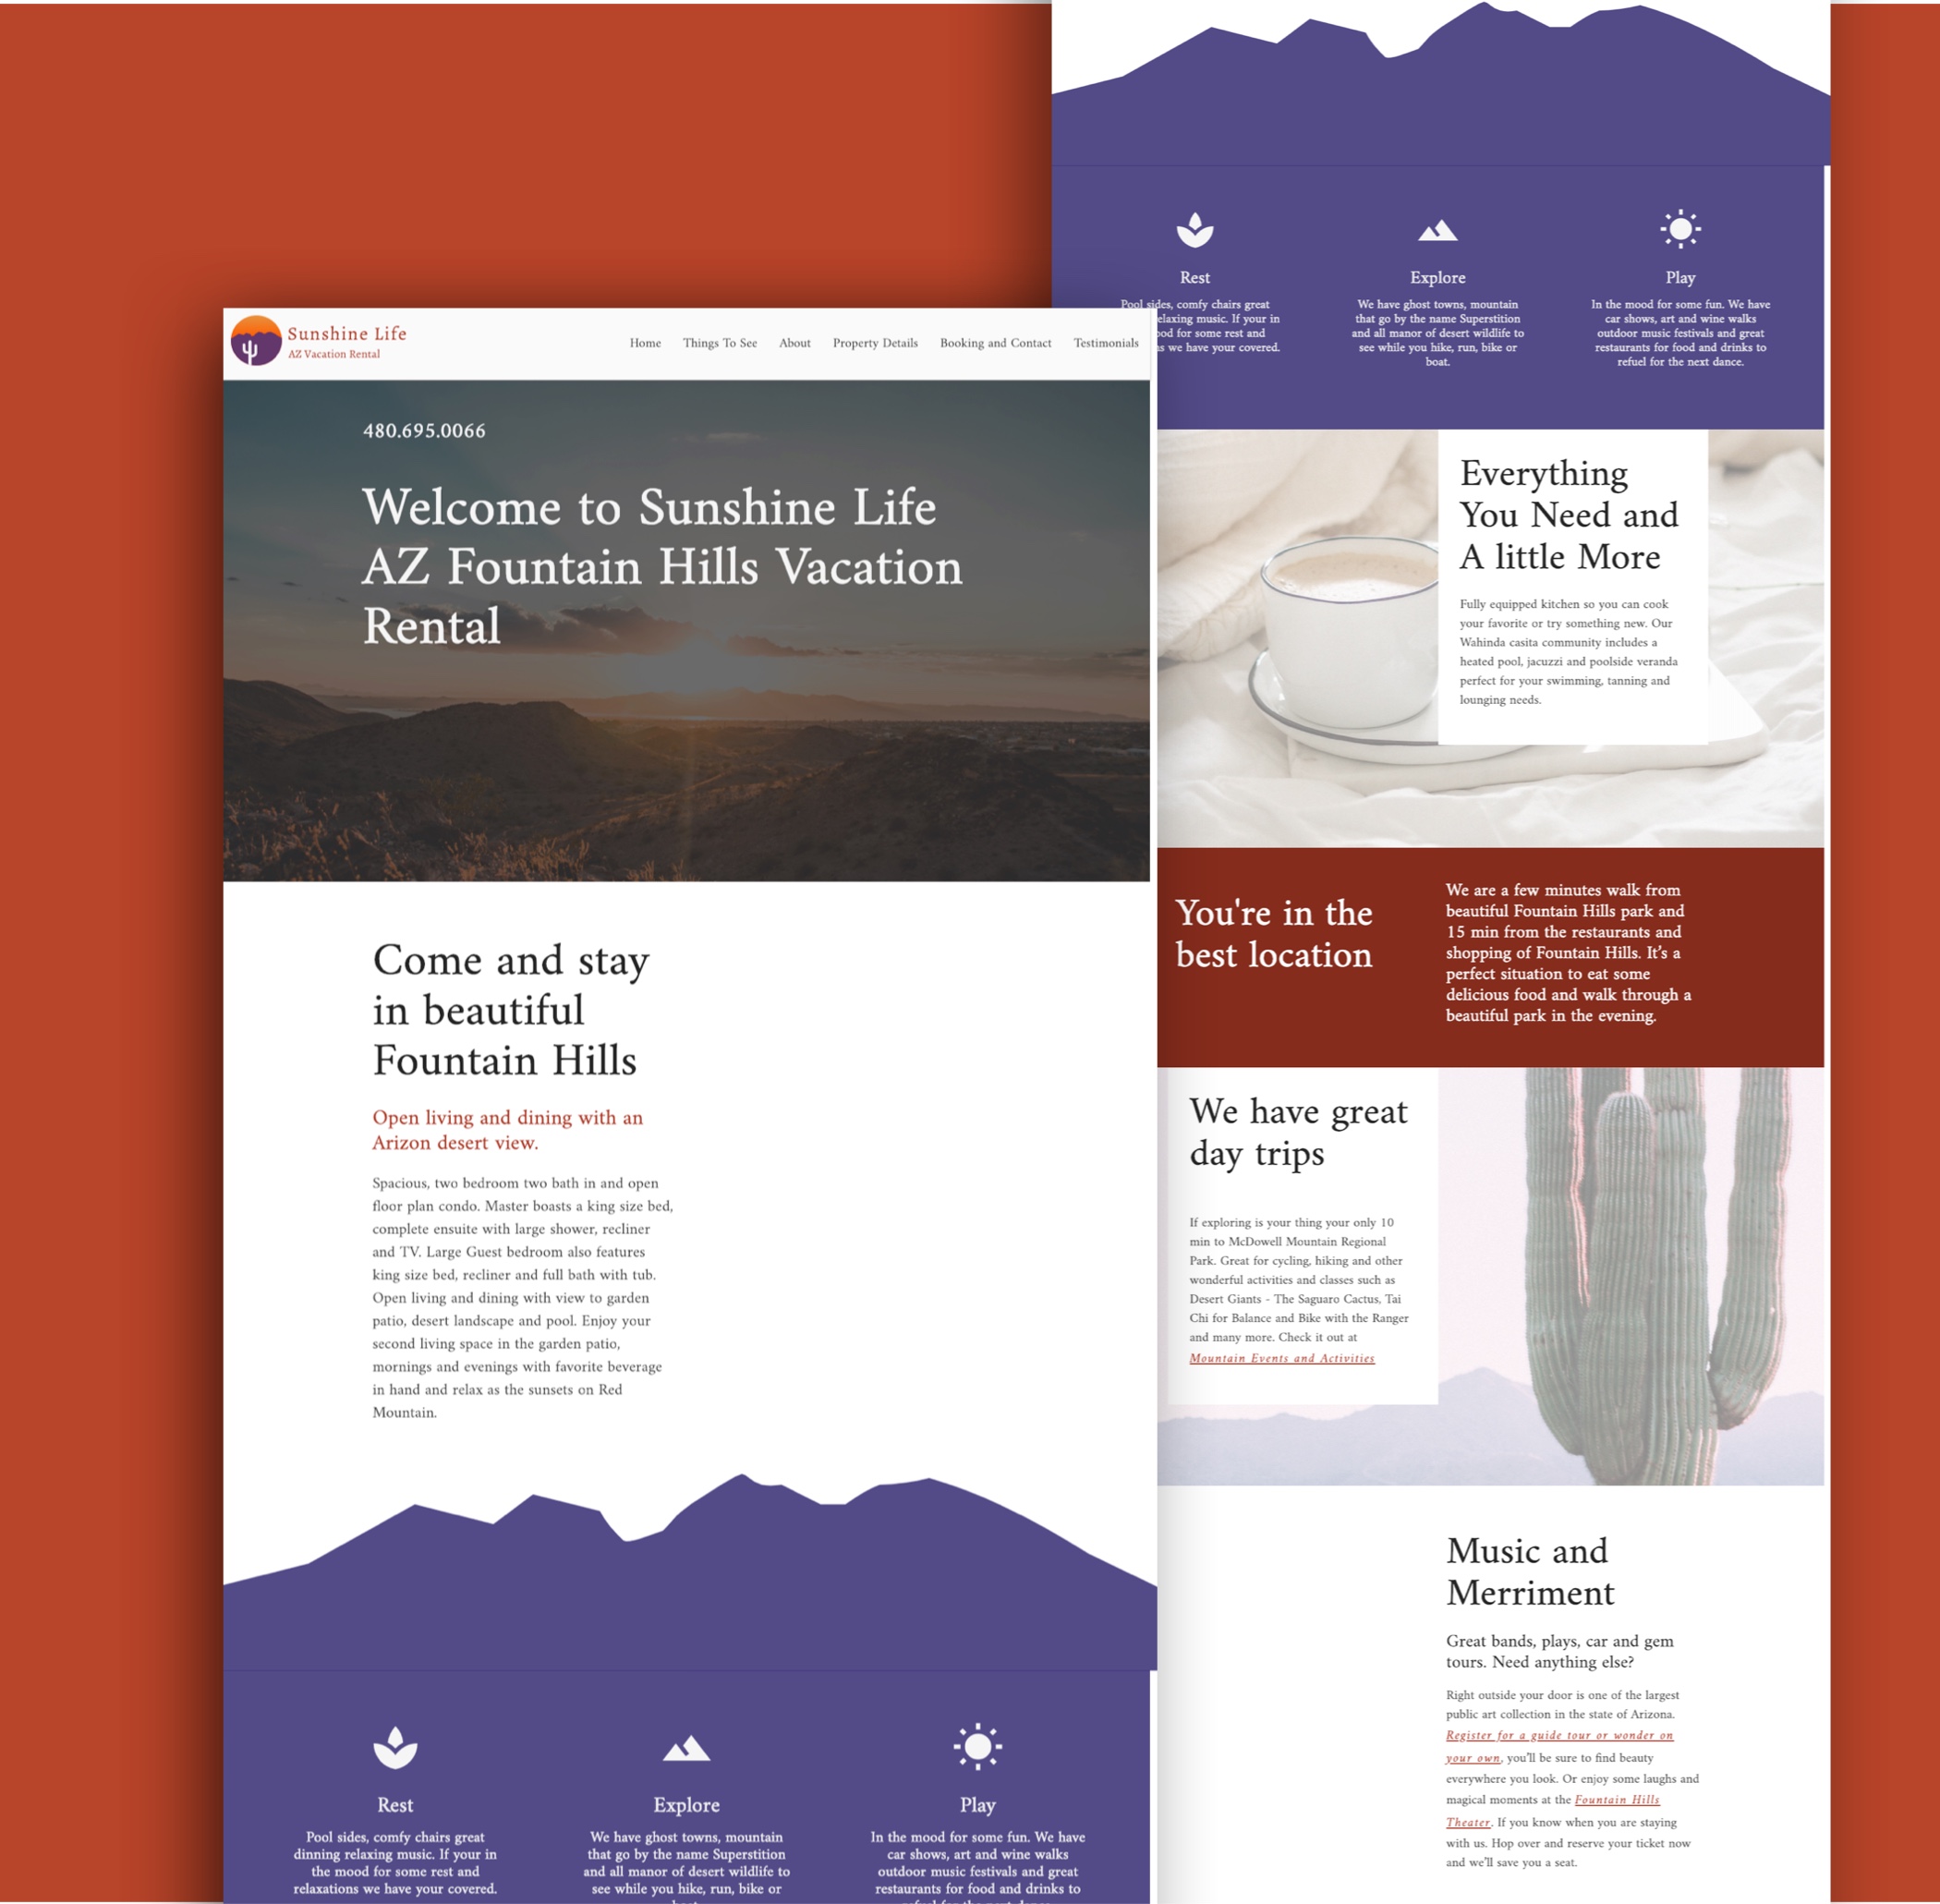 Sunshine Life
AZ Vacation Rental
Home Things To See About Property Details Booking and Contact Testimonials
480.695.0066
Welcome to Sunshine Life
AZ Fountain Hills Vacation
Rental
Come and stay
in beautiful
Fountain Hills
Open living and dining with an
Arizon desert view.
Spacious, two bedroom two bath in and open
floor plan condo. Master boasts a king size bed,
complete ensuite with large shower, recliner
and TV. Large Guest bedroom also features
king size bed, recliner and full bath with tub.
Open living and dining with view to garden
patio, desert landscape and pool. Enjoy your
second living space in the garden patio,
mornings and evenings with favorite beverage
in hand and relax as the sunsets on Red
Mountain.
Rest
Pool sides, comfy chairs great
dinning relaxing music. If your in
the mood for some rest and
relaxations we have your covered.
Explore
We have ghost towns, mountain
that go by the name Superstition
and all manor of desert wildlife to
see while you hike, run, bike or
Play
In the mood for some fun. We have
car shows, art and wine walks
outdoor music festivals and great
restaurants for food and drinks to
Rest
Pool sides, comfy chairs great
elaxing music. If your in
ood for some rest and
s we have your covered.
Explore
We have ghost towns, mountain
that go by the name Superstition
and all manor of desert wildlife to
see while you hike, run, bike or
boat.
Play
In the mood for some fun. We have
car shows, art and wine walks
outdoor music festivals and great
restaurants for food and drinks to
refuel for the next dance.
Everything
You Need and
A little More
Fully equipped kitchen so you can cook
your favorite or try something new. Our
Wahinda casita community includes a
heated pool, jacuzzi and poolside veranda
perfect for your swimming, tanning and
lounging needs.
You're in the
best location
We are a few minutes walk from
beautiful Fountain Hills park and
15 min from the restaurants and
shopping of Fountain Hills. It's a
perfect situation to eat some
delicious food and walk through a
beautiful park in the evening.
We have great
day trips
If exploring is your thing your only 10
min to McDowell Mountain Regional
Park. Great for cycling, hiking and other
wonderful activities and classes such as
Desert Giants - The Saguaro Cactus, Tai
Chi for Balance and Bike with the Ranger
and many more. Check it out at
Mountain Events and Activities
Music and
Merriment
Great bands, plays, car and gem
tours. Need anything else?
Right outside your door is one of the largest
public art collection in the state of Arizona.
Register for a guide tour or wonder on
your own, you'll be sure to find beauty
everywhere you look. Or enjoy some laughs and
magical moments at the Fountain Hills
Theater. If you know when you are staying
with us. Hop over and reserve your ticket now
and we'll save you a seat.